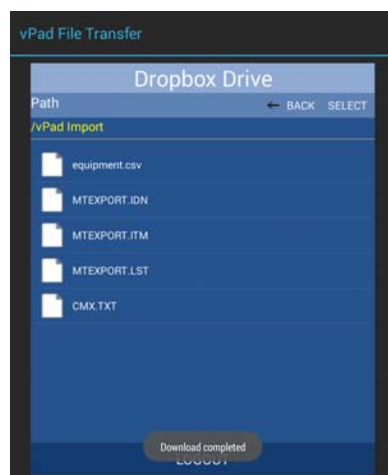 vPad File Transfer
Dropbox Drive
Path ← BACK SELECT
/vPad Import
equipment.csv
MTEXPORT.IDN
MTEXPORT.ITM
MTEXPORT.LST
CMX.TXT
Download completed
LOGOUT